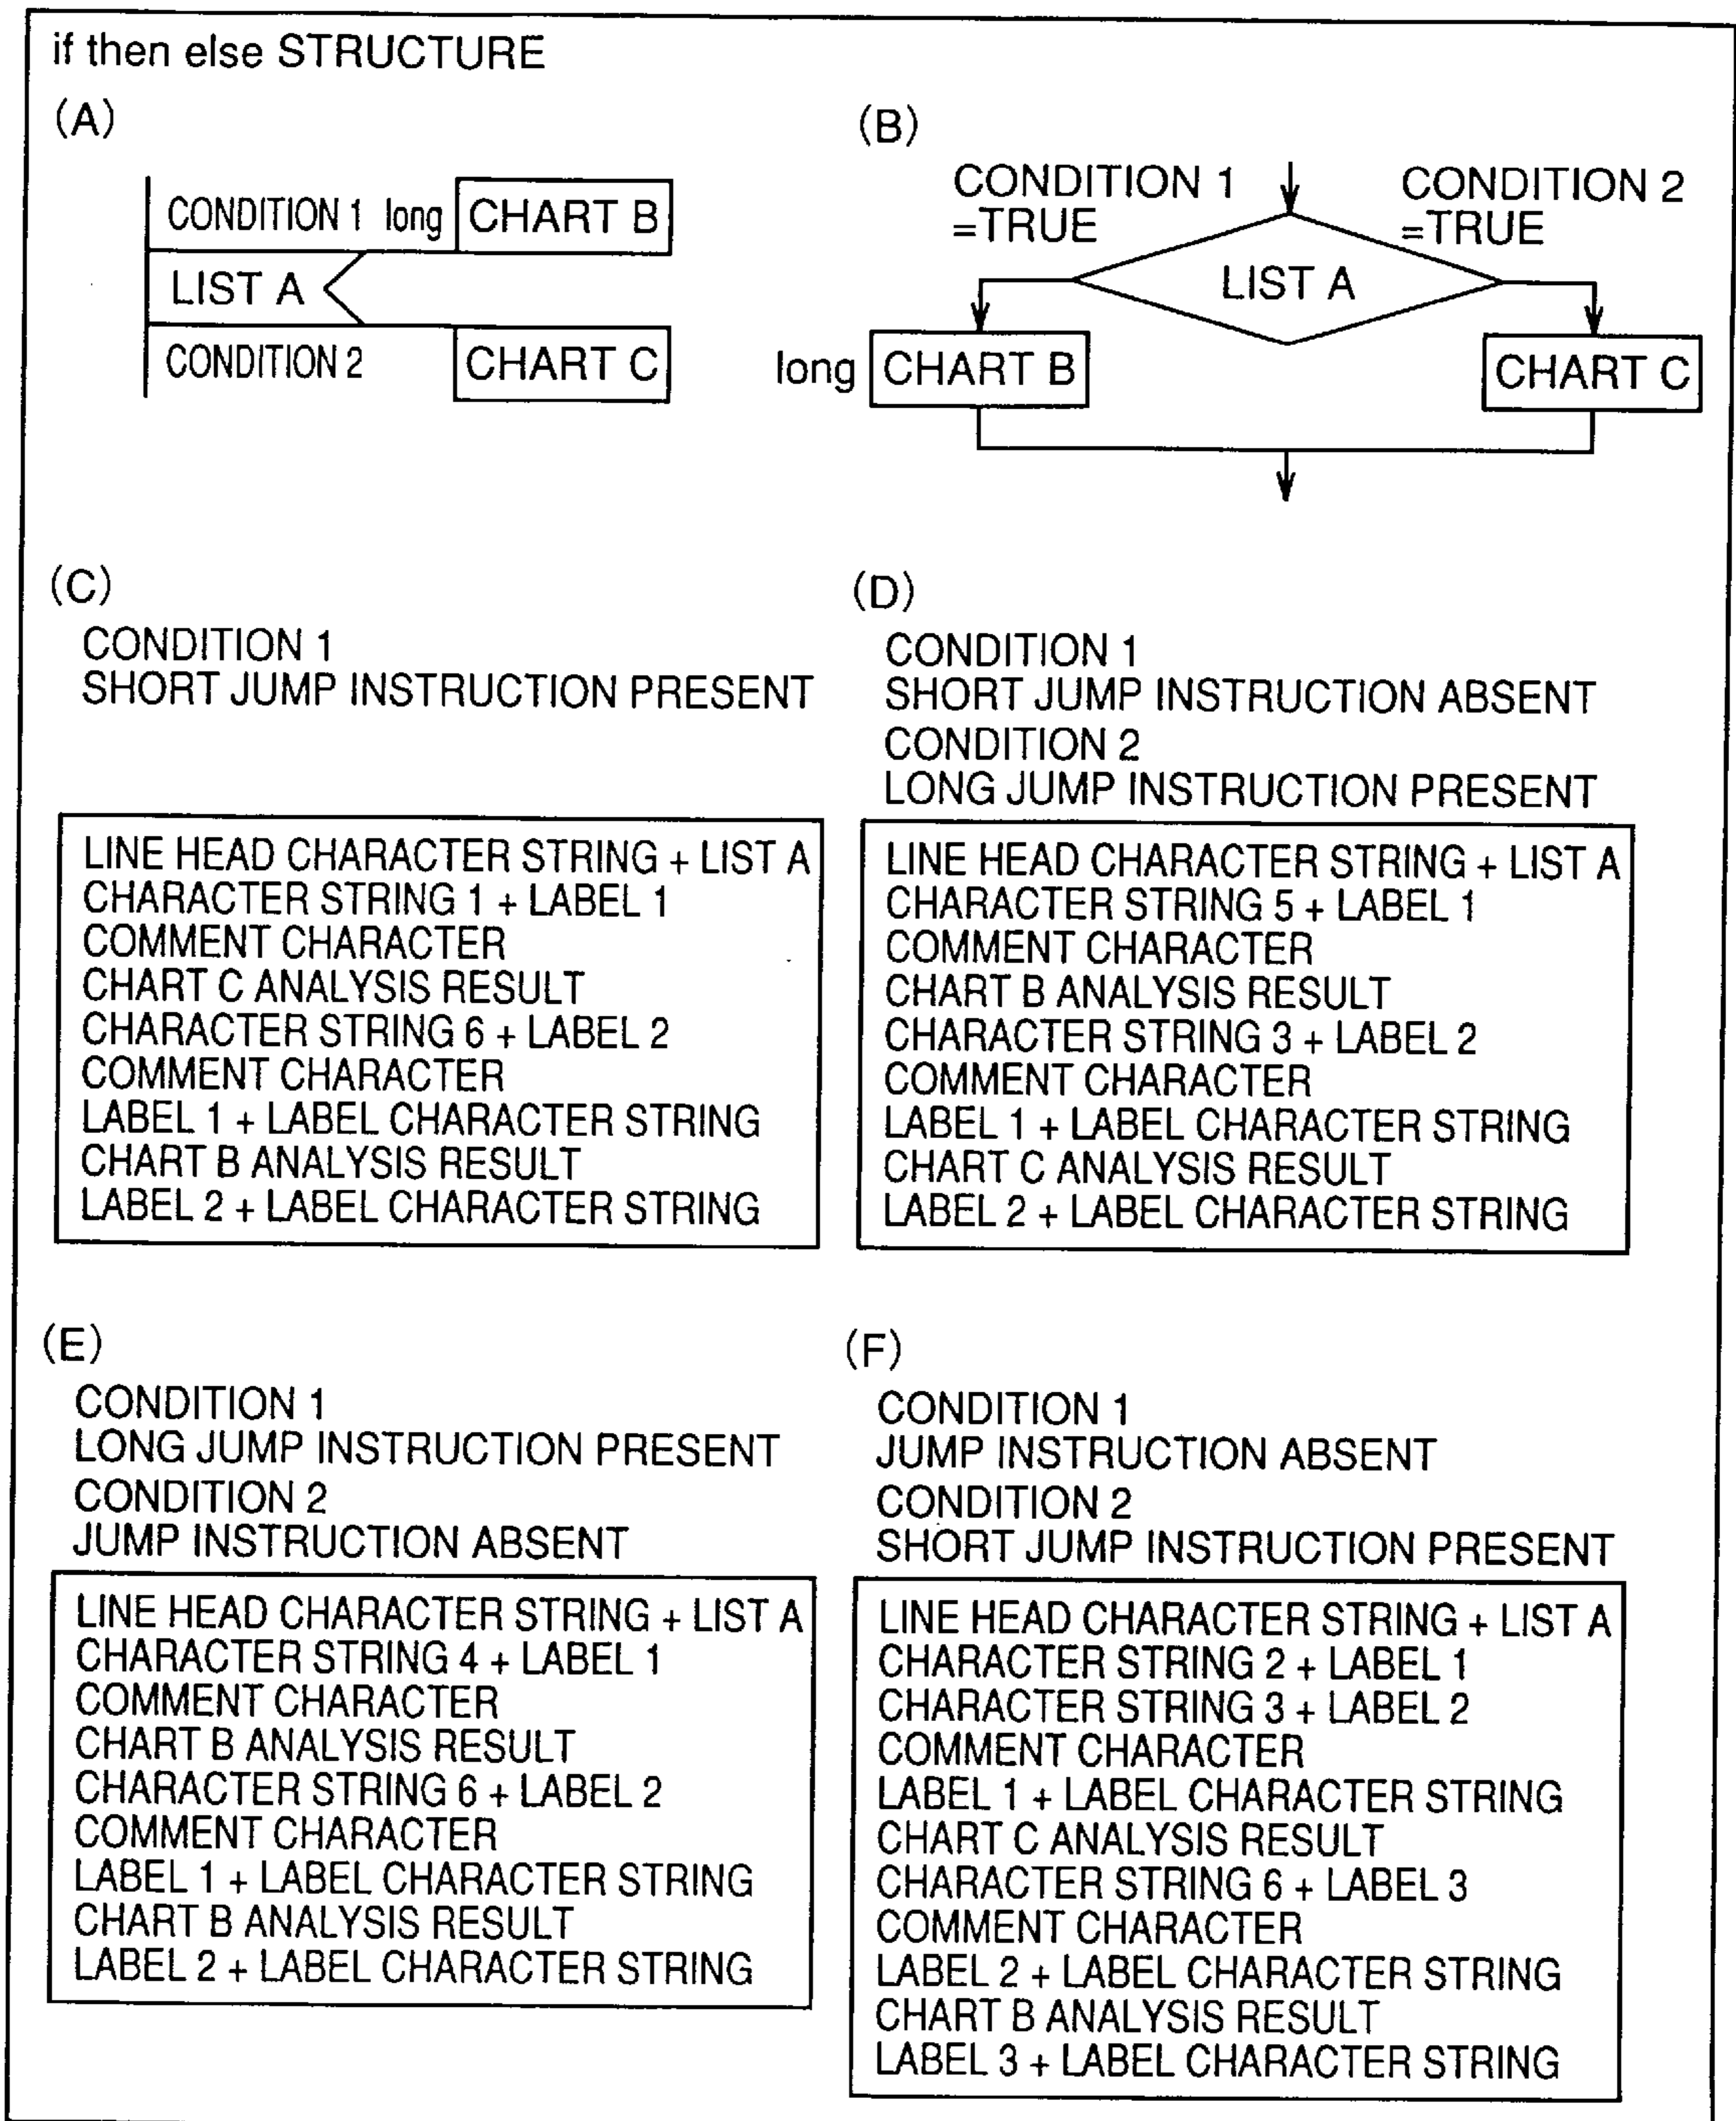 if then else STRUCTURE
(A)
CONDITION 1 long CHART B
LIST A
CONDITION 2 CHART C
(B)
CONDITION 1
=TRUE
CONDITION 2
=TRUE
LIST A
long CHART B
CHART C
(C)
CONDITION 1
SHORT JUMP INSTRUCTION PRESENT
LINE HEAD CHARACTER STRING + LIST A
CHARACTER STRING 1 + LABEL 1
COMMENT CHARACTER
CHART C ANALYSIS RESULT
CHARACTER STRING 6 + LABEL 2
COMMENT CHARACTER
LABEL 1 + LABEL CHARACTER STRING
CHART B ANALYSIS RESULT
LABEL 2 + LABEL CHARACTER STRING
(D)
CONDITION 1
SHORT JUMP INSTRUCTION ABSENT
CONDITION 2
LONG JUMP INSTRUCTION PRESENT
LINE HEAD CHARACTER STRING + LIST A
CHARACTER STRING 5 + LABEL 1
COMMENT CHARACTER
CHART B ANALYSIS RESULT
CHARACTER STRING 3 + LABEL 2
COMMENT CHARACTER
LABEL 1 + LABEL CHARACTER STRING
CHART C ANALYSIS RESULT
LABEL 2 + LABEL CHARACTER STRING
(E)
CONDITION 1
LONG JUMP INSTRUCTION PRESENT
CONDITION 2
JUMP INSTRUCTION ABSENT
LINE HEAD CHARACTER STRING + LIST A
CHARACTER STRING 4 + LABEL 1
COMMENT CHARACTER
CHART B ANALYSIS RESULT
CHARACTER STRING 6 + LABEL 2
COMMENT CHARACTER
LABEL 1 + LABEL CHARACTER STRING
CHART B ANALYSIS RESULT
LABEL 2 + LABEL CHARACTER STRING
(F)
CONDITION 1
JUMP INSTRUCTION ABSENT
CONDITION 2
SHORT JUMP INSTRUCTION PRESENT
LINE HEAD CHARACTER STRING + LIST A
CHARACTER STRING 2 + LABEL 1
CHARACTER STRING 3 + LABEL 2
COMMENT CHARACTER
LABEL 1 + LABEL CHARACTER STRING
CHART C ANALYSIS RESULT
CHARACTER STRING 6 + LABEL 3
COMMENT CHARACTER
LABEL 2 + LABEL CHARACTER STRING
CHART B ANALYSIS RESULT
LABEL 3 + LABEL CHARACTER STRING